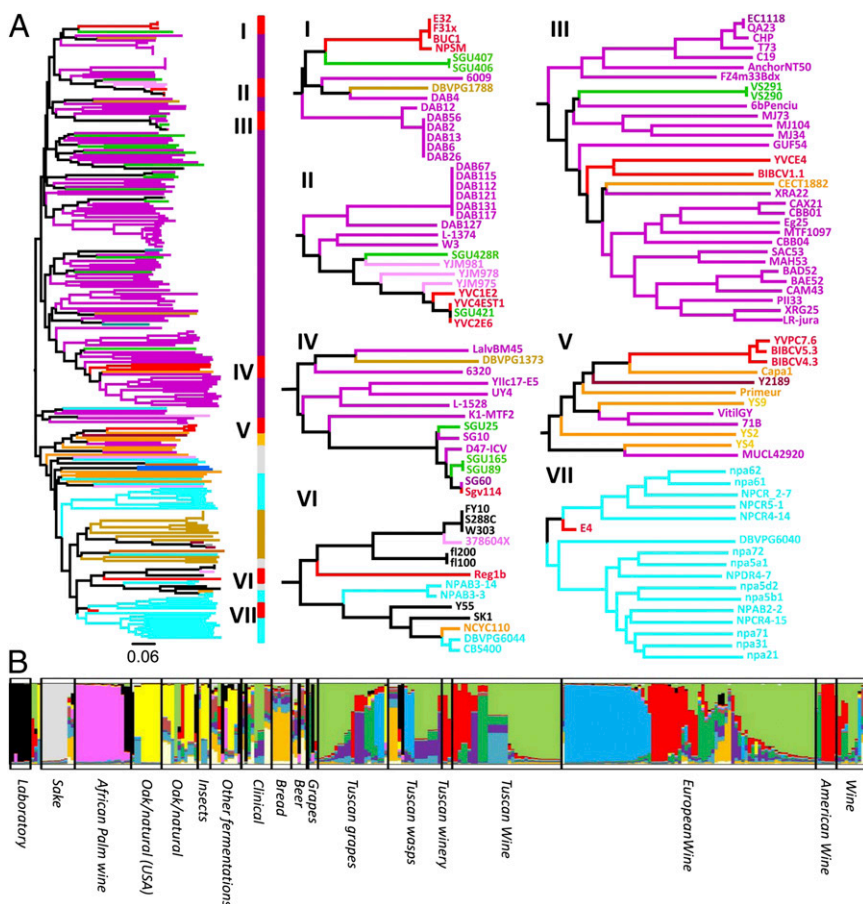 A
I
II
III
IV
V
VI
VII
0.06
I
E32
F31x
BUC1
NPSM
SGU407
SGU406
6009
DBVPG1788
DAB4
DAB12
DAB56
DAB2
DAB13
DAB6
DAB26
II
DAB67
DAB115
DAB112
DAB121
DAB131
DAB117
DAB127
L-1374
W3
SGU428R
YJM981
YJM978
YJM975
YVC1E2
YVC4EST1
SGU421
YVC2E6
III
EC1118
QA23
CHP
T73
C19
AnchorNT50
FZ4m33Bdx
VS291
VS290
6bPenciu
MJ73
MJ104
MJ34
GUF54
YVCE4
BIBCV1.1
CECT1882
XRA22
CAX21
CBB01
Eg25
MTF1097
CBB04
SAC53
MAH53
BAD52
BAE52
CAM43
PII33
XRG25
LR-jura
IV
LalvBM45
DBVPG1373
6320
YIIc17-E5
UY4
L-1528
K1-MTF2
SGU25
SG10
D47-ICV
SGU165
SGU89
SG60
Sgv114
V
YVPC7.6
BIBCV5.3
BIBCV4.3
Capa1
Y2189
Primeur
YS9
VitilGY
71B
YS2
YS4
MUCL42920
VI
FY10
S288C
W303
378604X
fl200
fl100
Reg1b
NPAB3-14
NPAB3-3
Y55
SK1
NCYC110
DBVPG6044
CBS400
VII
npa62
npa61
NPCR_2-7
NPCR5-1
NPCR4-14
E4
DBVPG6040
npa72
npa5a1
NPDR4-7
npa5d2
npa5b1
NPAB2-2
NPCR4-15
npa71
npa31
npa21
B
Laboratory
Sake
African Palm wine
Oak/natural (USA)
Oak/natural
Insects
Other fermentations
Clinical
Bread
Beer
Grapes
Tuscan grapes
Tuscan wasps
Tuscan winery
Tuscan Wine
EuropeanWine
American Wine
Wine